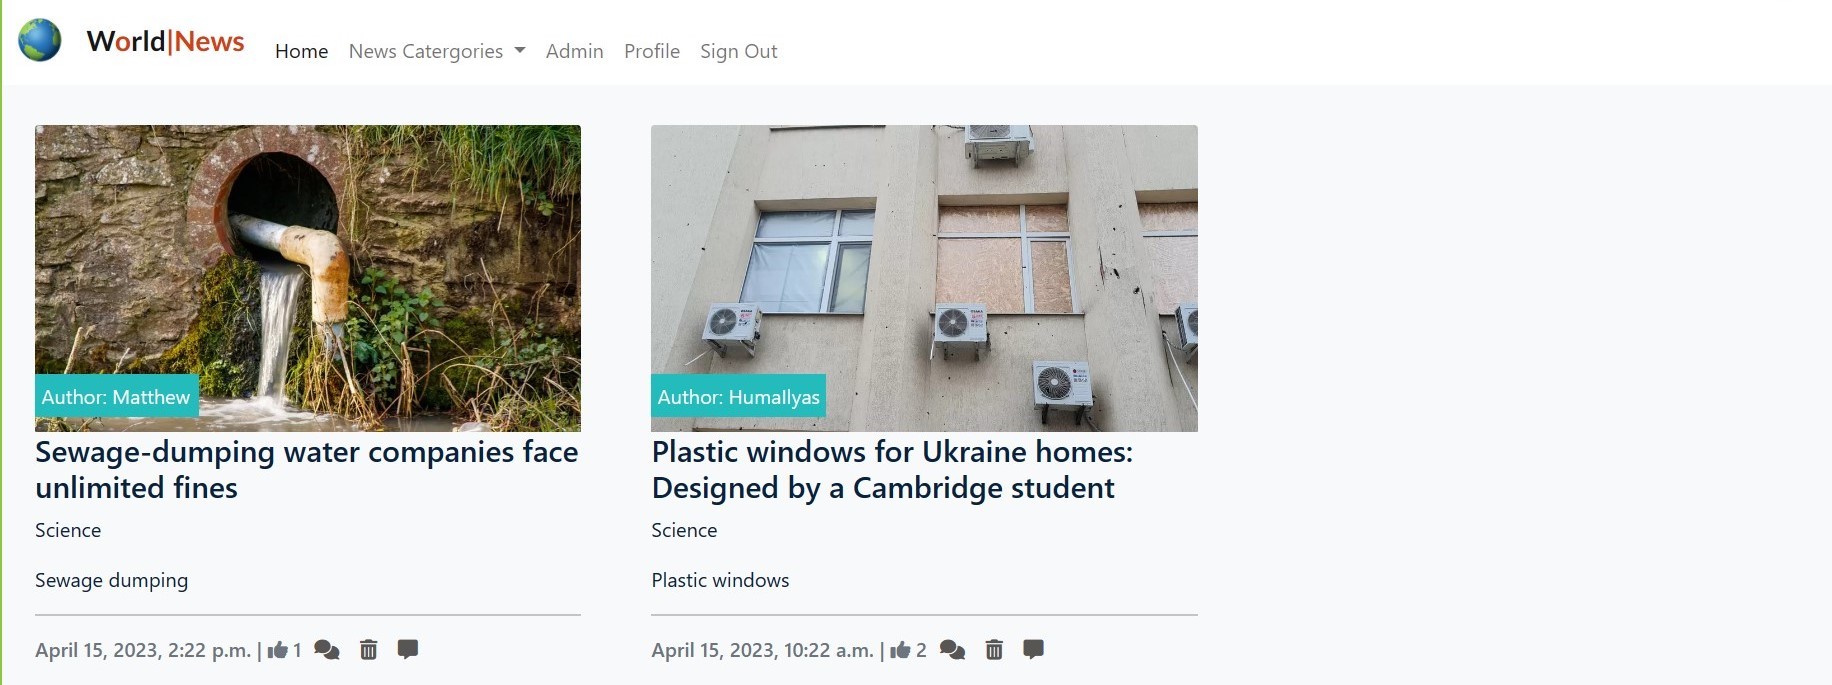 World|News
Home News Catergories Admin Profile Sign Out
Author: Matthew
Sewage-dumping water companies face
unlimited fines
Science
Sewage dumping
April 15, 2023, 2:22 p.m. | 1
Author: HumaIlyas
Plastic windows for Ukraine homes:
Designed by a Cambridge student
Science
Plastic windows
April 15, 2023, 10:22 a.m. | 2